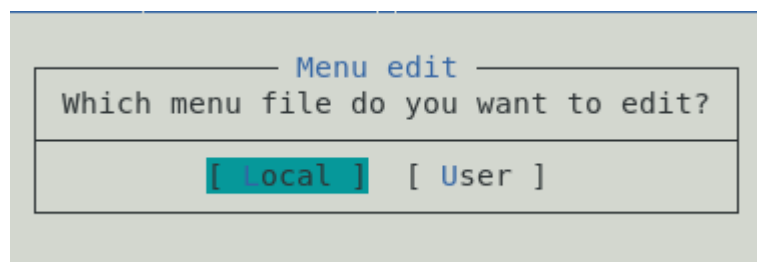 Menu edit
Which menu file do you want to edit?
[ Local ] [ User ]